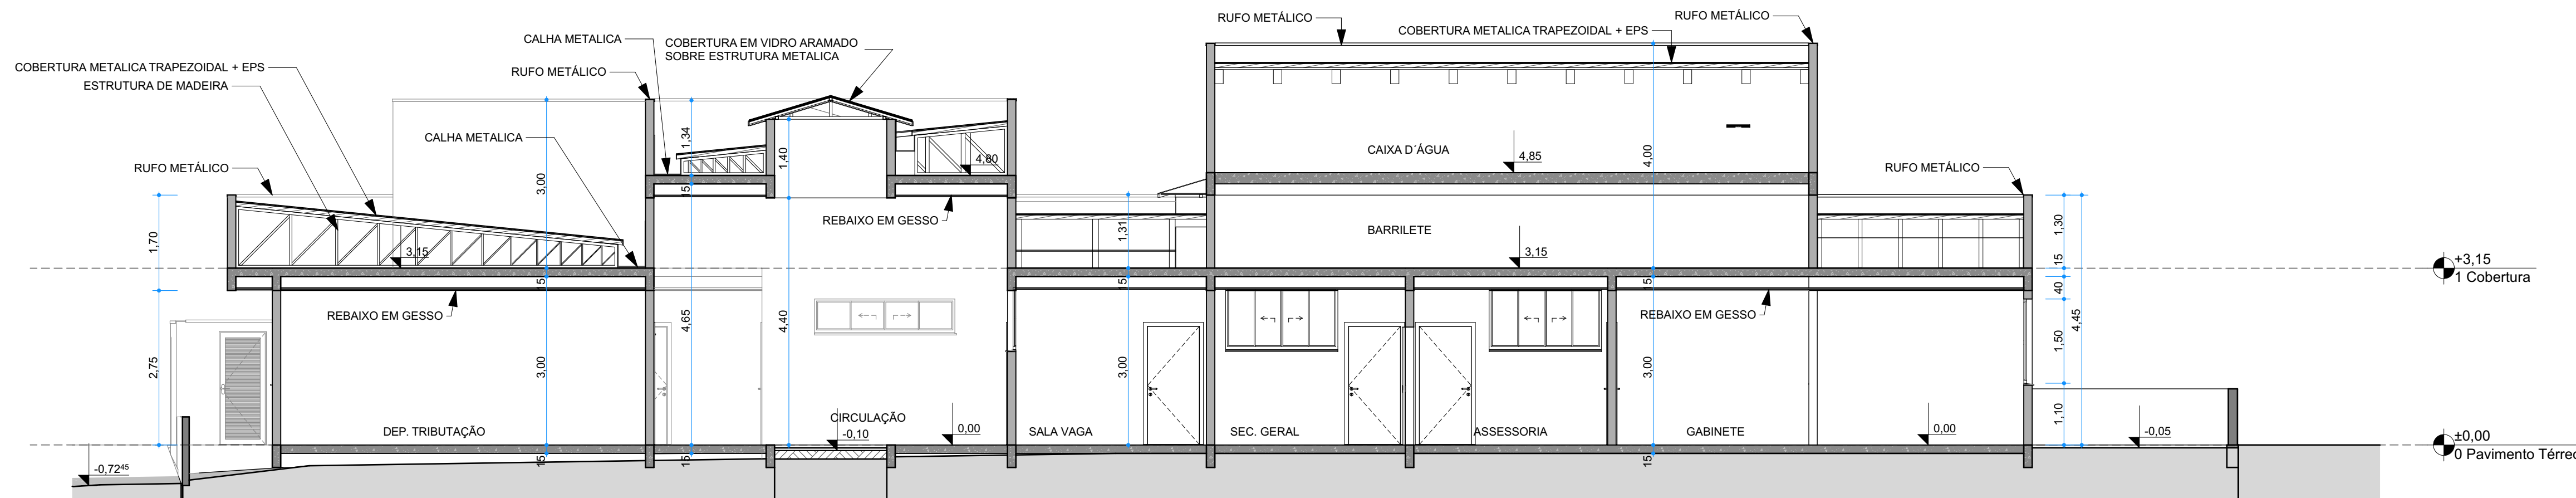 RUFO METÁLICO
RUFO METÁLICO
COBERTURA METALICA TRAPEZOIDAL + EPS
CALHA METALICA
COBERTURA EM VIDRO ARAMADO
SOBRE ESTRUTURA METALICA
COBERTURA METALICA TRAPEZOIDAL + EPS
RUFO METÁLICO
ESTRUTURA DE MADEIRA
CALHA METALICA
RUFO METÁLICO
1,34
1,40
4,80
CAIXA D´ÁGUA
4,85
4,00
RUFO METÁLICO
3,00
15
REBAIXO EM GESSO
1,70
3,15
1,31
BARRILETE
3,15
1,30
15
+3,15
1 Cobertura
15
15
15
40
4,45
REBAIXO EM GESSO
REBAIXO EM GESSO
4,65
4,40
1,50
2,75
3,00
3,00
3,00
1,10
DEP. TRIBUTAÇÃO
CIRCULAÇÃO
-0,10
0,00
SALA VAGA
SEC. GERAL
ASSESSORIA
GABINETE
0,00
-0,05
±0,00
0 Pavimento Térreo
-0,72⁴⁵
15
15
15